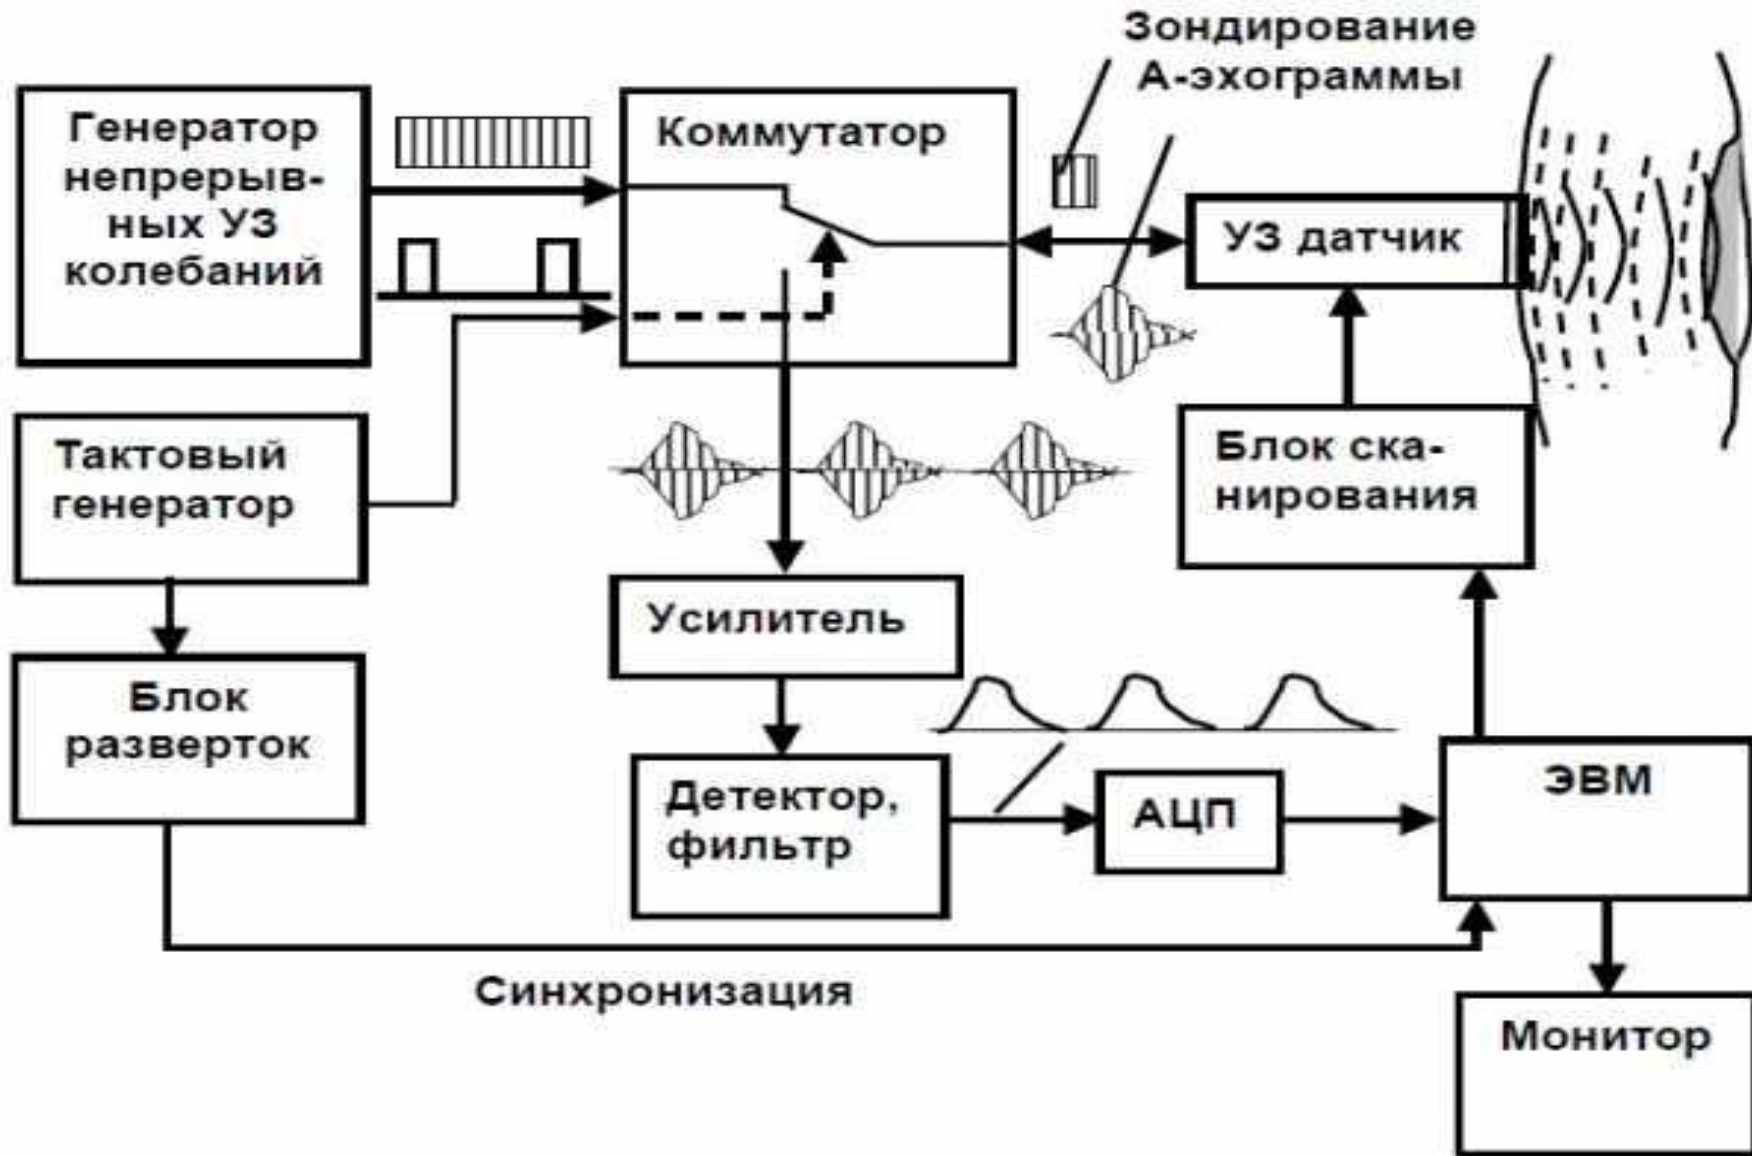 Зондирование
А-эхограммы
Генератор
непрерыв-
ных УЗ
колебаний
Коммутатор
УЗ датчик
Тактовый
генератор
Блок ска-
нирования
Усилитель
Блок
разверток
Детектор,
фильтр
АЦП
ЭВМ
Синхронизация
Монитор